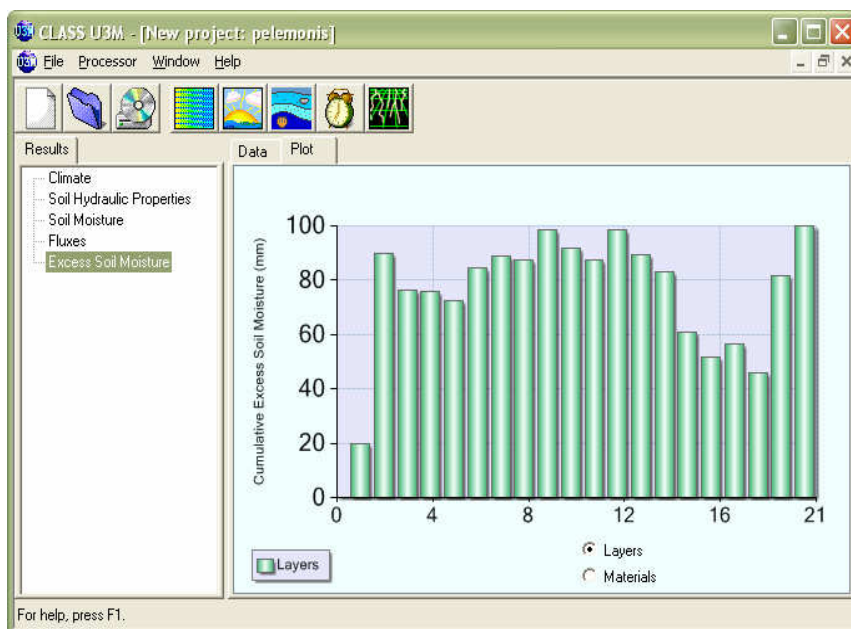 CLASS U3M - [New project: pelemonis]
File Processor Window Help
Results
Data Plot
Climate
Soil Hydraulic Properties
Soil Moisture
Fluxes
Excess Soil Moisture
Cumulative Excess Soil Moisture (mm)
100
80
60
40
20
0
0 4 8 12 16 21
Layers
Layers
Materials
For help, press F1.